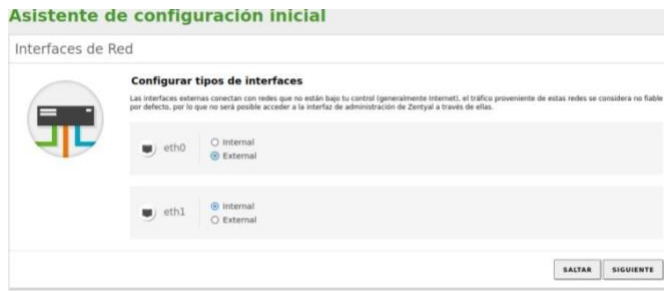 Asistente de configuración inicial
Interfaces de Red
Configurar tipos de interfaces
Las interfaces externas conectan con redes que no están bajo tu control (generalmente Internet), el tráfico proveniente de estas redes se considera no fiable
por defecto, por lo que no será posible acceder a la interfaz de administración de Zentyal a través de ellas.
eth0
Internal
External
eth1
Internal
External
SALTAR SIGUIENTE